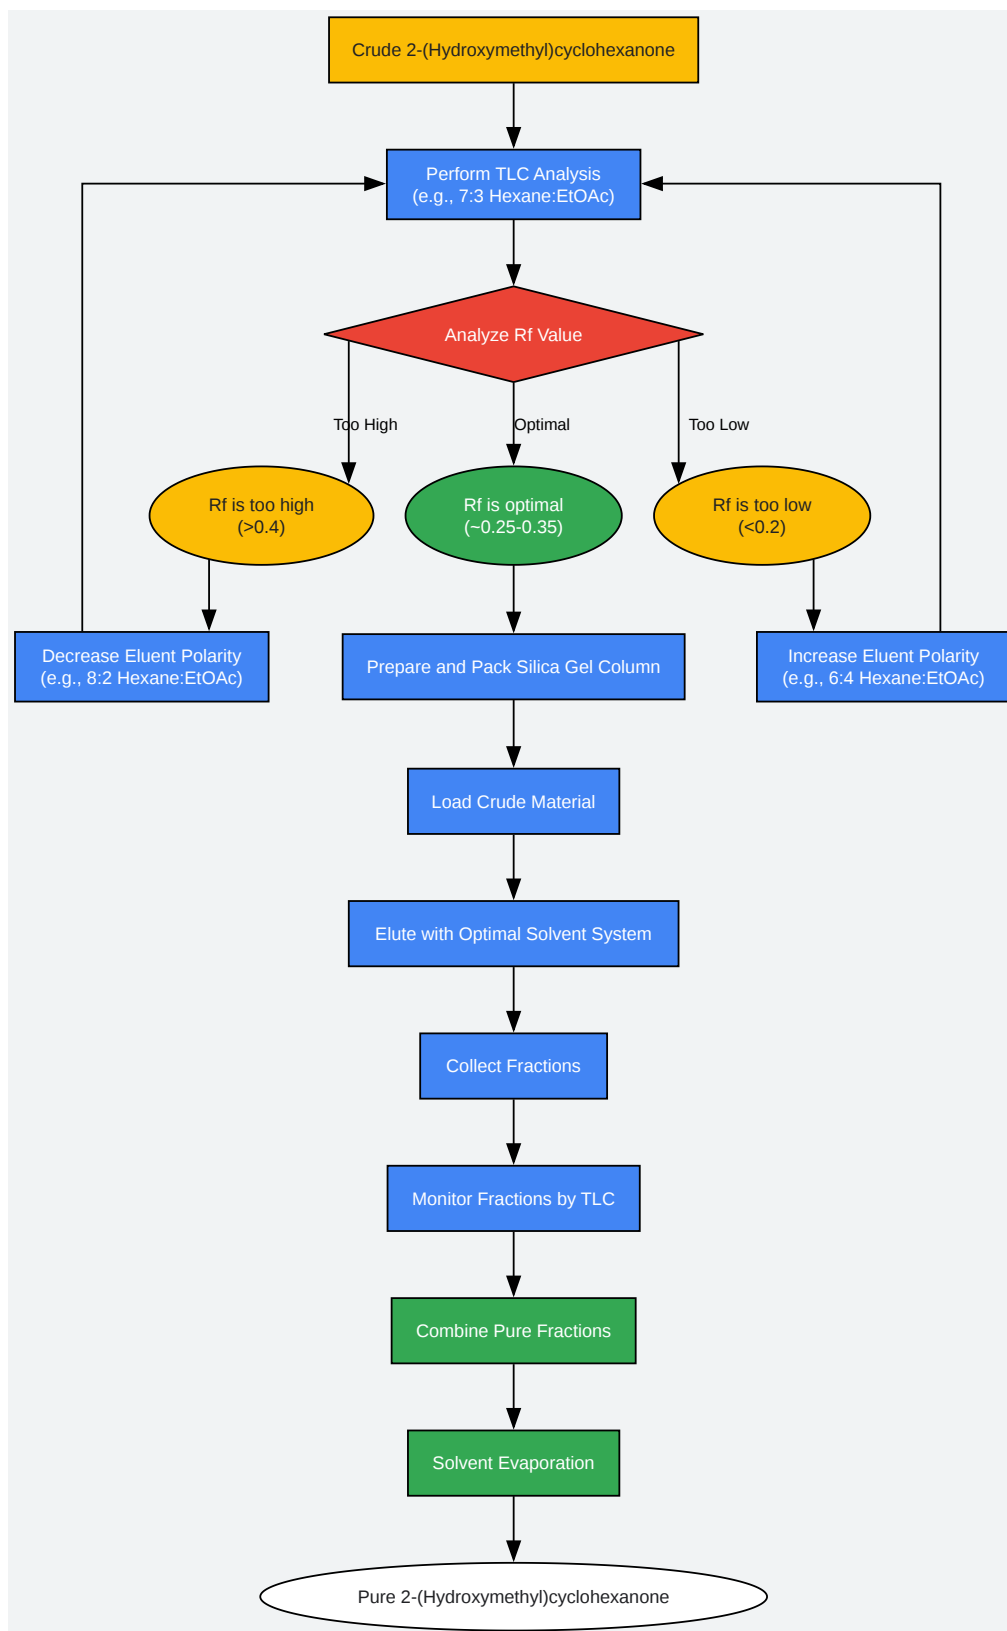 Crude 2-(Hydroxymethyl)cyclohexanone
Perform TLC Analysis
(e.g., 7:3 Hexane:EtOAc)
Analyze Rf Value
Too High
Optimal
Too Low
Rf is too high
(>0.4)
Rf is optimal
(~0.25-0.35)
Rf is too low
(<0.2)
Decrease Eluent Polarity
(e.g., 8:2 Hexane:EtOAc)
Prepare and Pack Silica Gel Column
Increase Eluent Polarity
(e.g., 6:4 Hexane:EtOAc)
Load Crude Material
Elute with Optimal Solvent System
Collect Fractions
Monitor Fractions by TLC
Combine Pure Fractions
Solvent Evaporation
Pure 2-(Hydroxymethyl)cyclohexanone